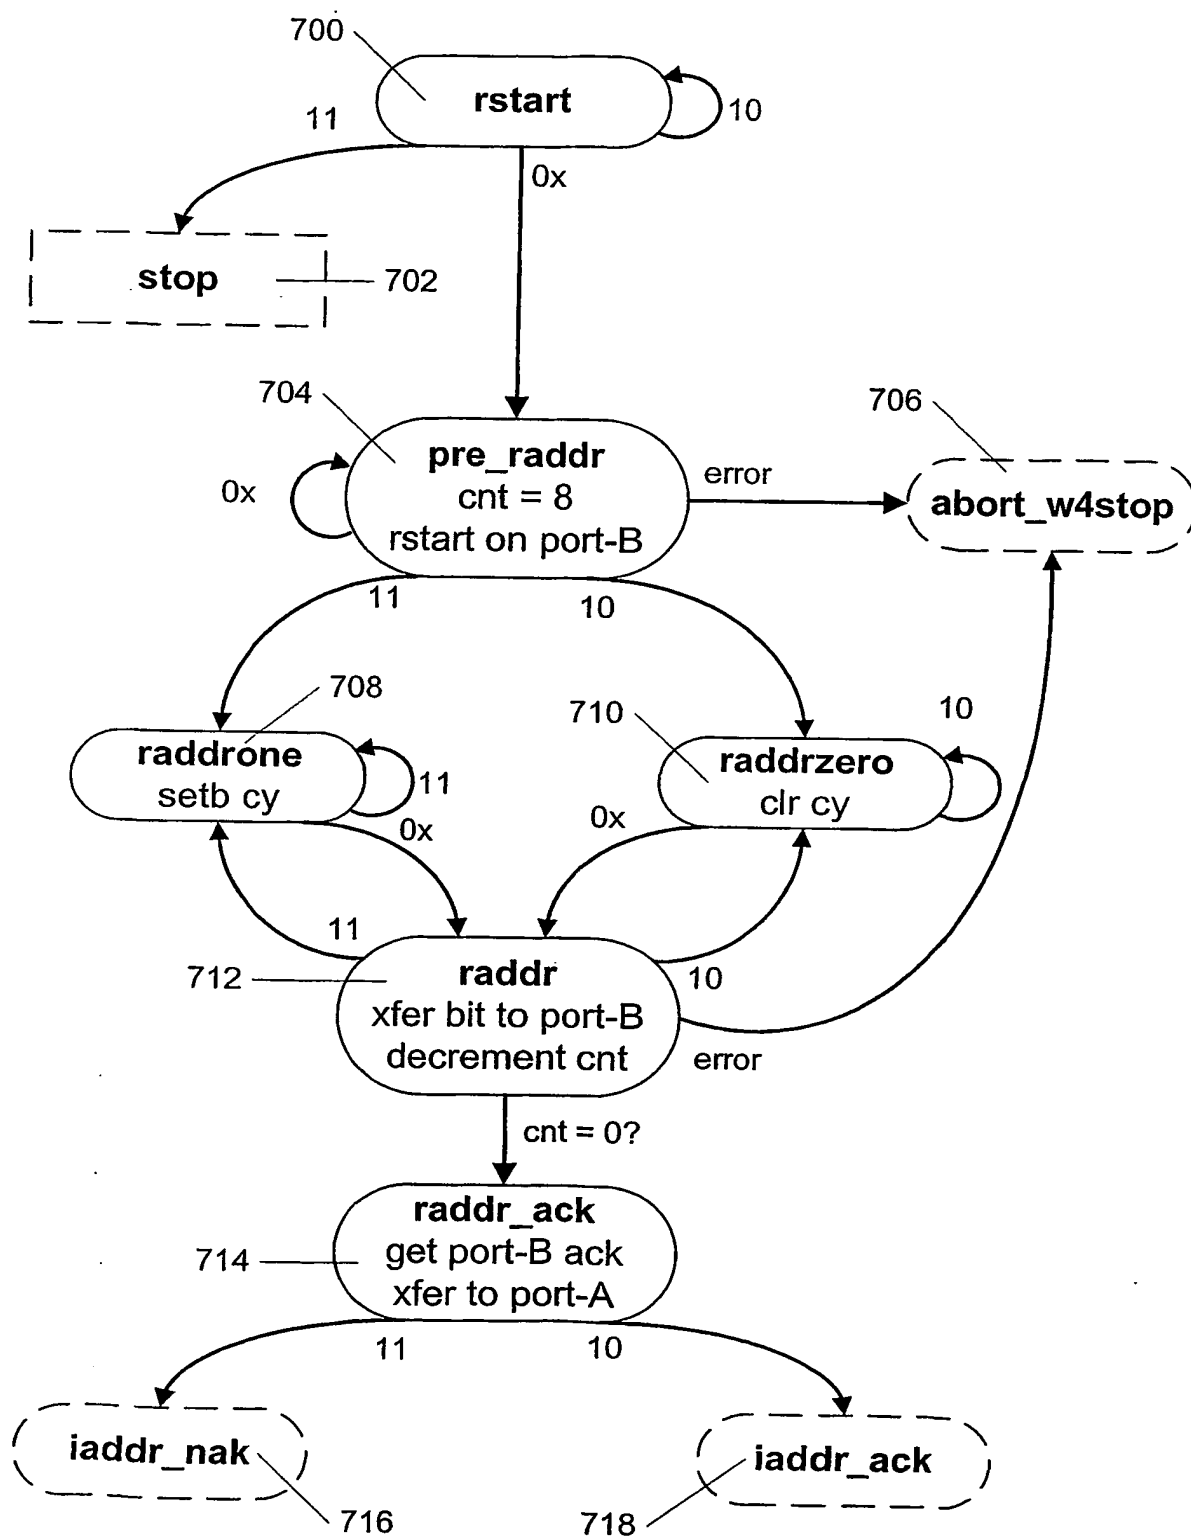 700
rstart
10
11
0x
stop
702
704
706
pre_raddr
cnt = 8
rstart on port-B
0x
error
abort_w4stop
11
10
708
710
10
raddrone
setb cy
11
raddrzero
clr cy
0x
0x
11
712
raddr
xfer bit to port-B
decrement cnt
10
error
cnt = 0?
raddr_ack
get port-B ack
xfer to port-A
714
11
10
iaddr_nak
iaddr_ack
716
718